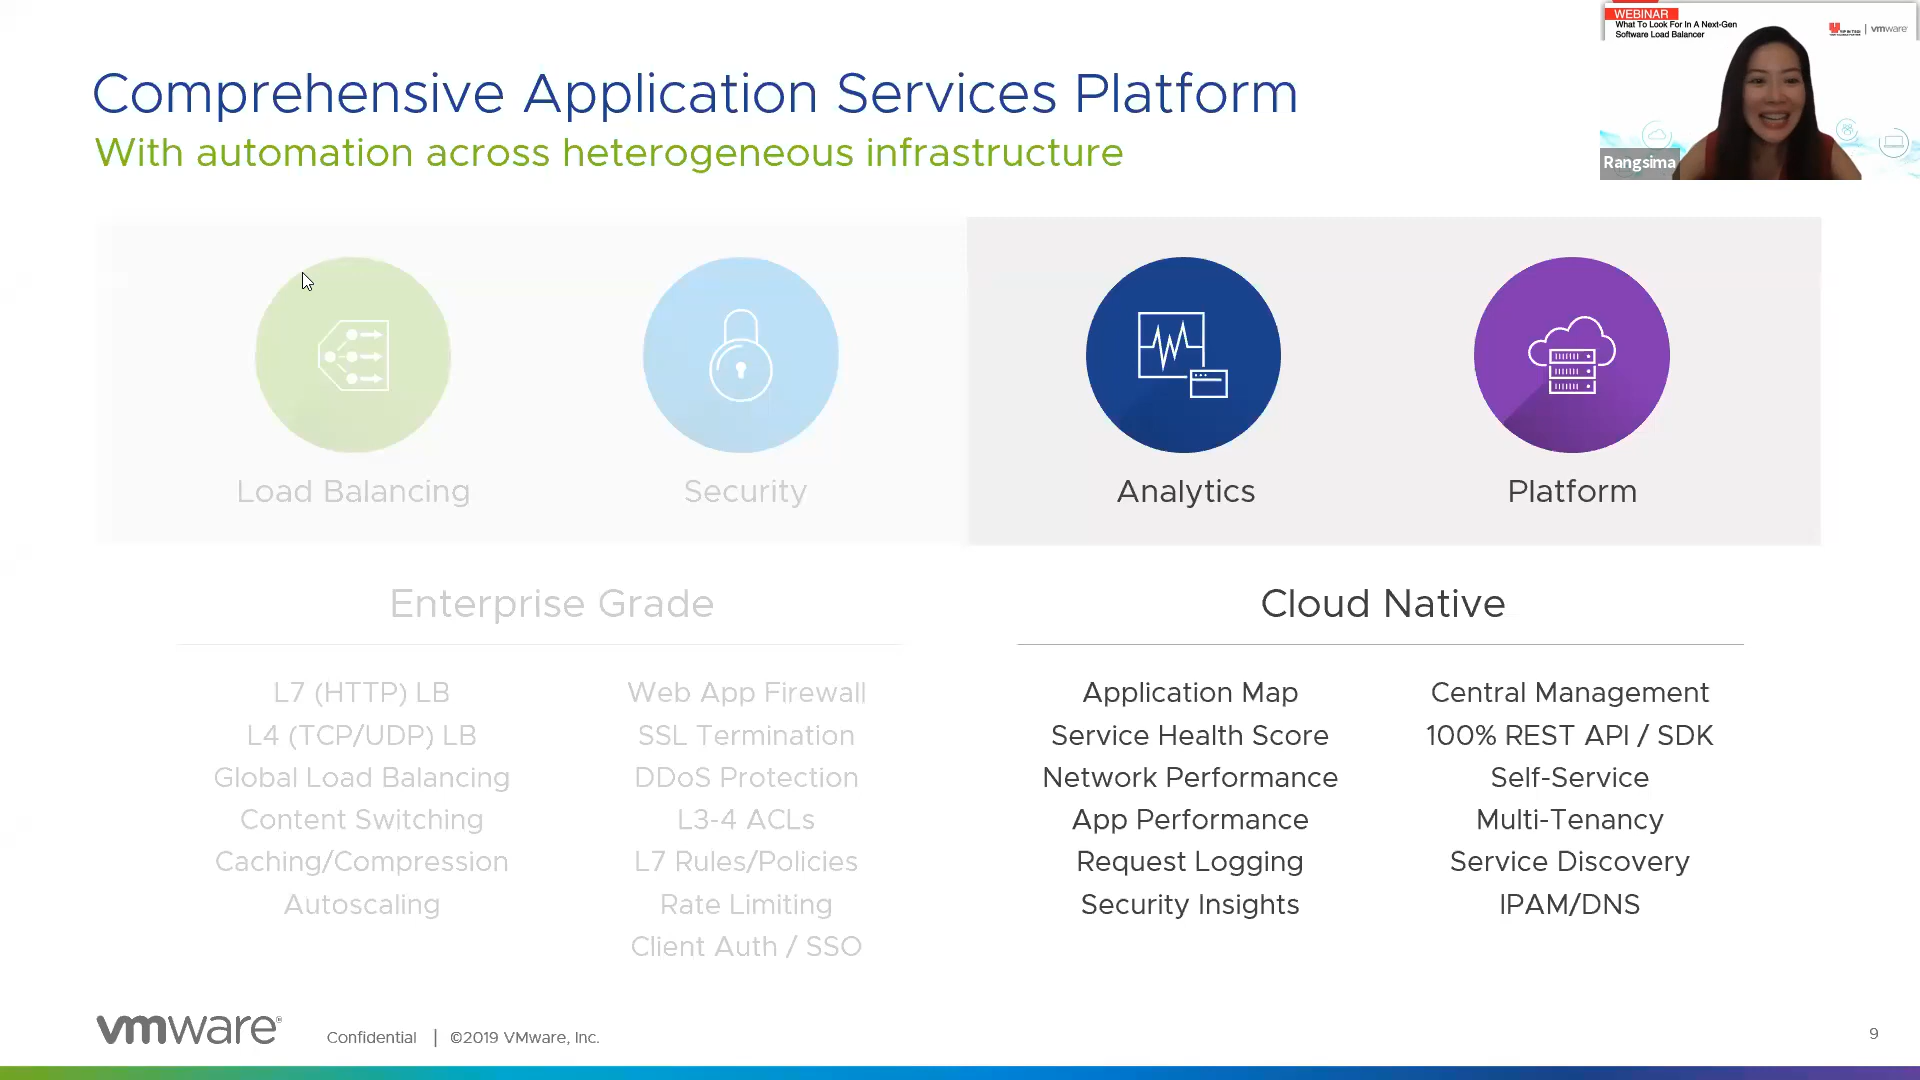 WEBINAR
What To Look For In A Next-Gen
Software Load Balancer
vmware
Rangsima
Comprehensive Application Services Platform
With automation across heterogeneous infrastructure
Load Balancing
Security
Analytics
Platform
Enterprise Grade
Cloud Native
L7 (HTTP) LB
L4 (TCP/UDP) LB
Global Load Balancing
Content Switching
Caching/Compression
Autoscaling
Web App Firewall
SSL Termination
DDoS Protection
L3-4 ACLs
L7 Rules/Policies
Rate Limiting
Client Auth / SSO
Application Map
Service Health Score
Network Performance
App Performance
Request Logging
Security Insights
Central Management
100% REST API / SDK
Self-Service
Multi-Tenancy
Service Discovery
IPAM/DNS
vmware®
Confidential | ©2019 VMware, Inc.
9